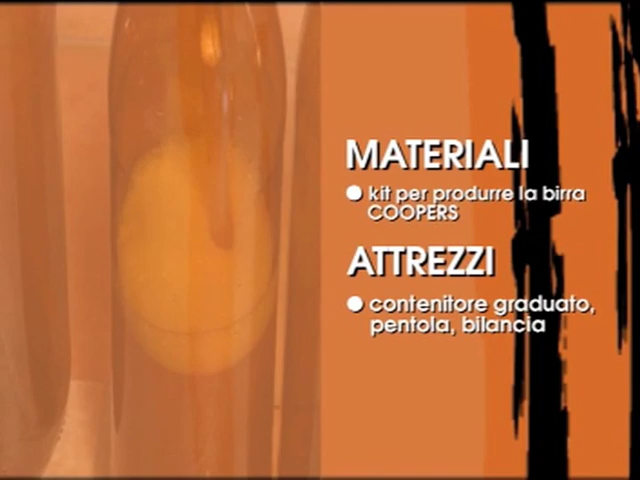 MATERIALI
● kit per produrre la birra
COOPERS
ATTREZZI
● contenitore graduato,
pentola, bilancia